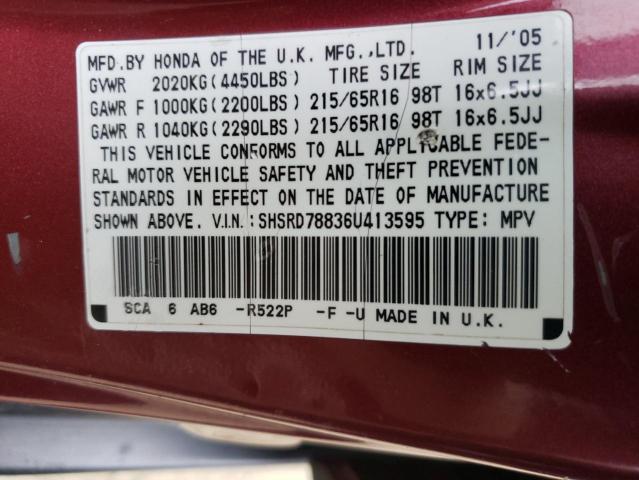 MFD.BY HONDA OF THE U.K. MFG.,LTD. 11/'05
GVWR 2020KG(4450LBS) TIRE SIZE RIM SIZE
GAWR F 1000KG(2200LBS) 215/65R16 98T 16x6.5JJ
GAWR R 1040KG(2290LBS) 215/65R16 98T 16x6.5JJ
THIS VEHICLE CONFORMS TO ALL APPLICABLE FEDE-
RAL MOTOR VEHICLE SAFETY AND THEFT PREVENTION
STANDARDS IN EFFECT ON THE DATE OF MANUFACTURE
SHOWN ABOVE. V.I.N.:SHSRD78836U413595 TYPE: MPV
SCA 6 AB6 -R522P -F -U MADE IN U.K.